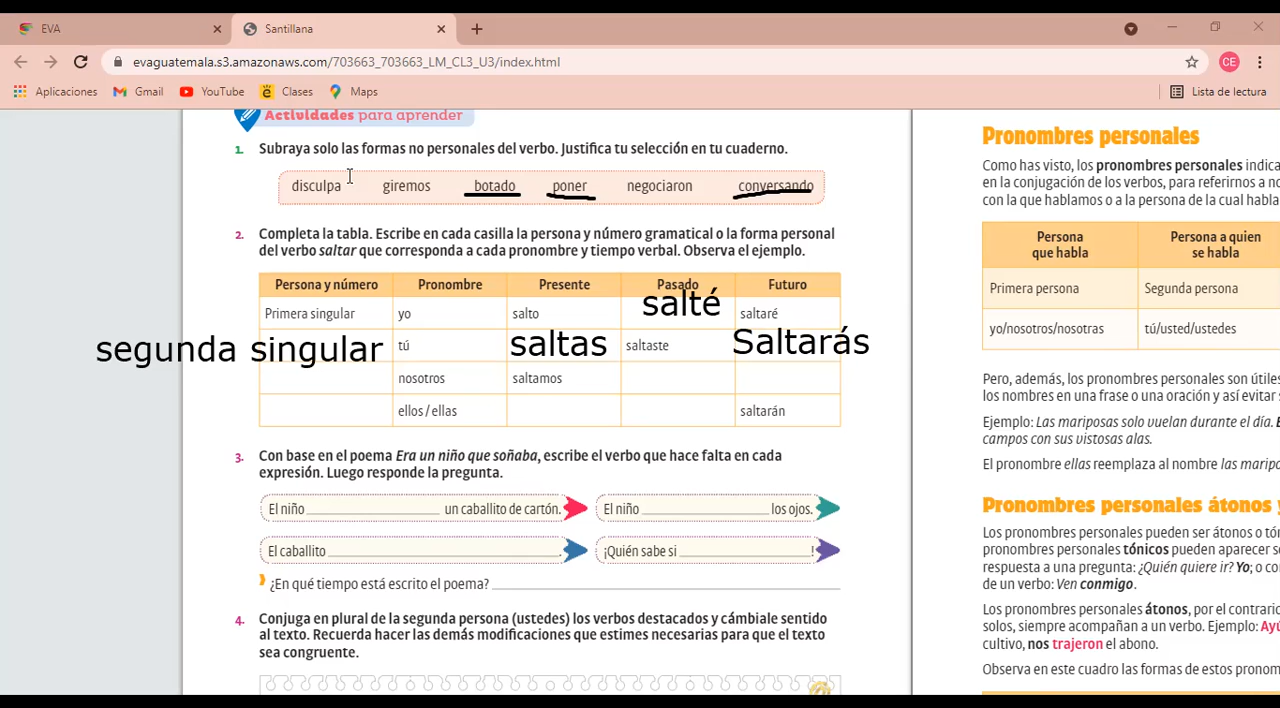 EVA
Santillana
evaguatemala.s3.amazonaws.com/703663_703663_LM_CL3_U3/index.html
CE
Aplicaciones Gmail YouTube Clases Maps Lista de lectura
Actividades para aprender
1. Subraya solo las formas no personales del verbo. Justifica tu selección en tu cuaderno.
disculpa giremos botado poner negociaron conversando
2. Completa la tabla. Escribe en cada casilla la persona y número gramatical o la forma personal
del verbo saltar que corresponda a cada pronombre y tiempo verbal. Observa el ejemplo.
Persona y número Pronombre Presente Pasado Futuro
Primera singular yo salto salté saltaré
segunda singular tú saltas saltaste Saltarás
nosotros saltamos
ellos / ellas saltarán
3. Con base en el poema Era un niño que soñaba, escribe el verbo que hace falta en cada
expresión. Luego responde la pregunta.
El niño ____ un caballito de cartón. El niño ____ los ojos.
El caballito ____. ¡Quién sabe si ____!
¿En qué tiempo está escrito el poema? ____
4. Conjuga en plural de la segunda persona (ustedes) los verbos destacados y cámbiale sentido
al texto. Recuerda hacer las demás modificaciones que estimes necesarias para que el texto
sea congruente.
Pronombres personales
Como has visto, los pronombres personales indica
en la conjugación de los verbos, para referirnos a no
con la que hablamos o a la persona de la cual habla
Persona Persona a quien
que habla se habla
Primera persona Segunda persona
yo/nosotros/nosotras tú/usted/ustedes
Pero, además, los pronombres personales son útiles
los nombres en una frase o una oración y así evitar s
Ejemplo: Las mariposas solo vuelan durante el día. E
campos con sus vistosas alas.
El pronombre ellas reemplaza al nombre las maripo
Pronombres personales átonos y
Los pronombres personales pueden ser átonos o tó
pronombres personales tónicos pueden aparecer s
respuesta a una pregunta: ¿Quién quiere ir? Yo; o co
de un verbo: Ven conmigo.
Los pronombres personales átonos, por el contrario
solos, siempre acompañan a un verbo. Ejemplo: Ayú
cultivo, nos trajeron el abono.
Observa en este cuadro las formas de estos pronom